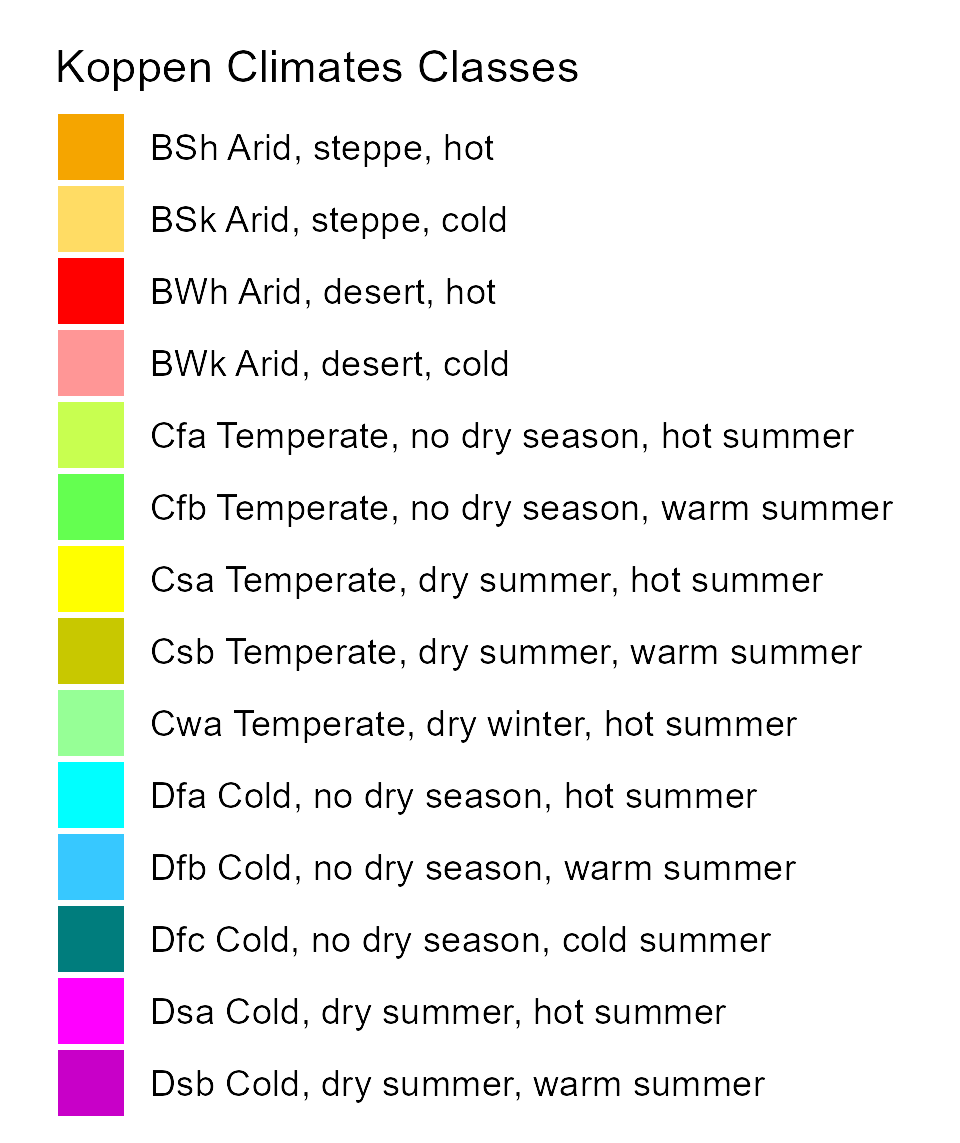 Koppen Climates Classes
BSh Arid, steppe, hot
BSk Arid, steppe, cold
BWh Arid, desert, hot
BWk Arid, desert, cold
Cfa Temperate, no dry season, hot summer
Cfb Temperate, no dry season, warm summer
Csa Temperate, dry summer, hot summer
Csb Temperate, dry summer, warm summer
Cwa Temperate, dry winter, hot summer
Dfa Cold, no dry season, hot summer
Dfb Cold, no dry season, warm summer
Dfc Cold, no dry season, cold summer
Dsa Cold, dry summer, hot summer
Dsb Cold, dry summer, warm summer